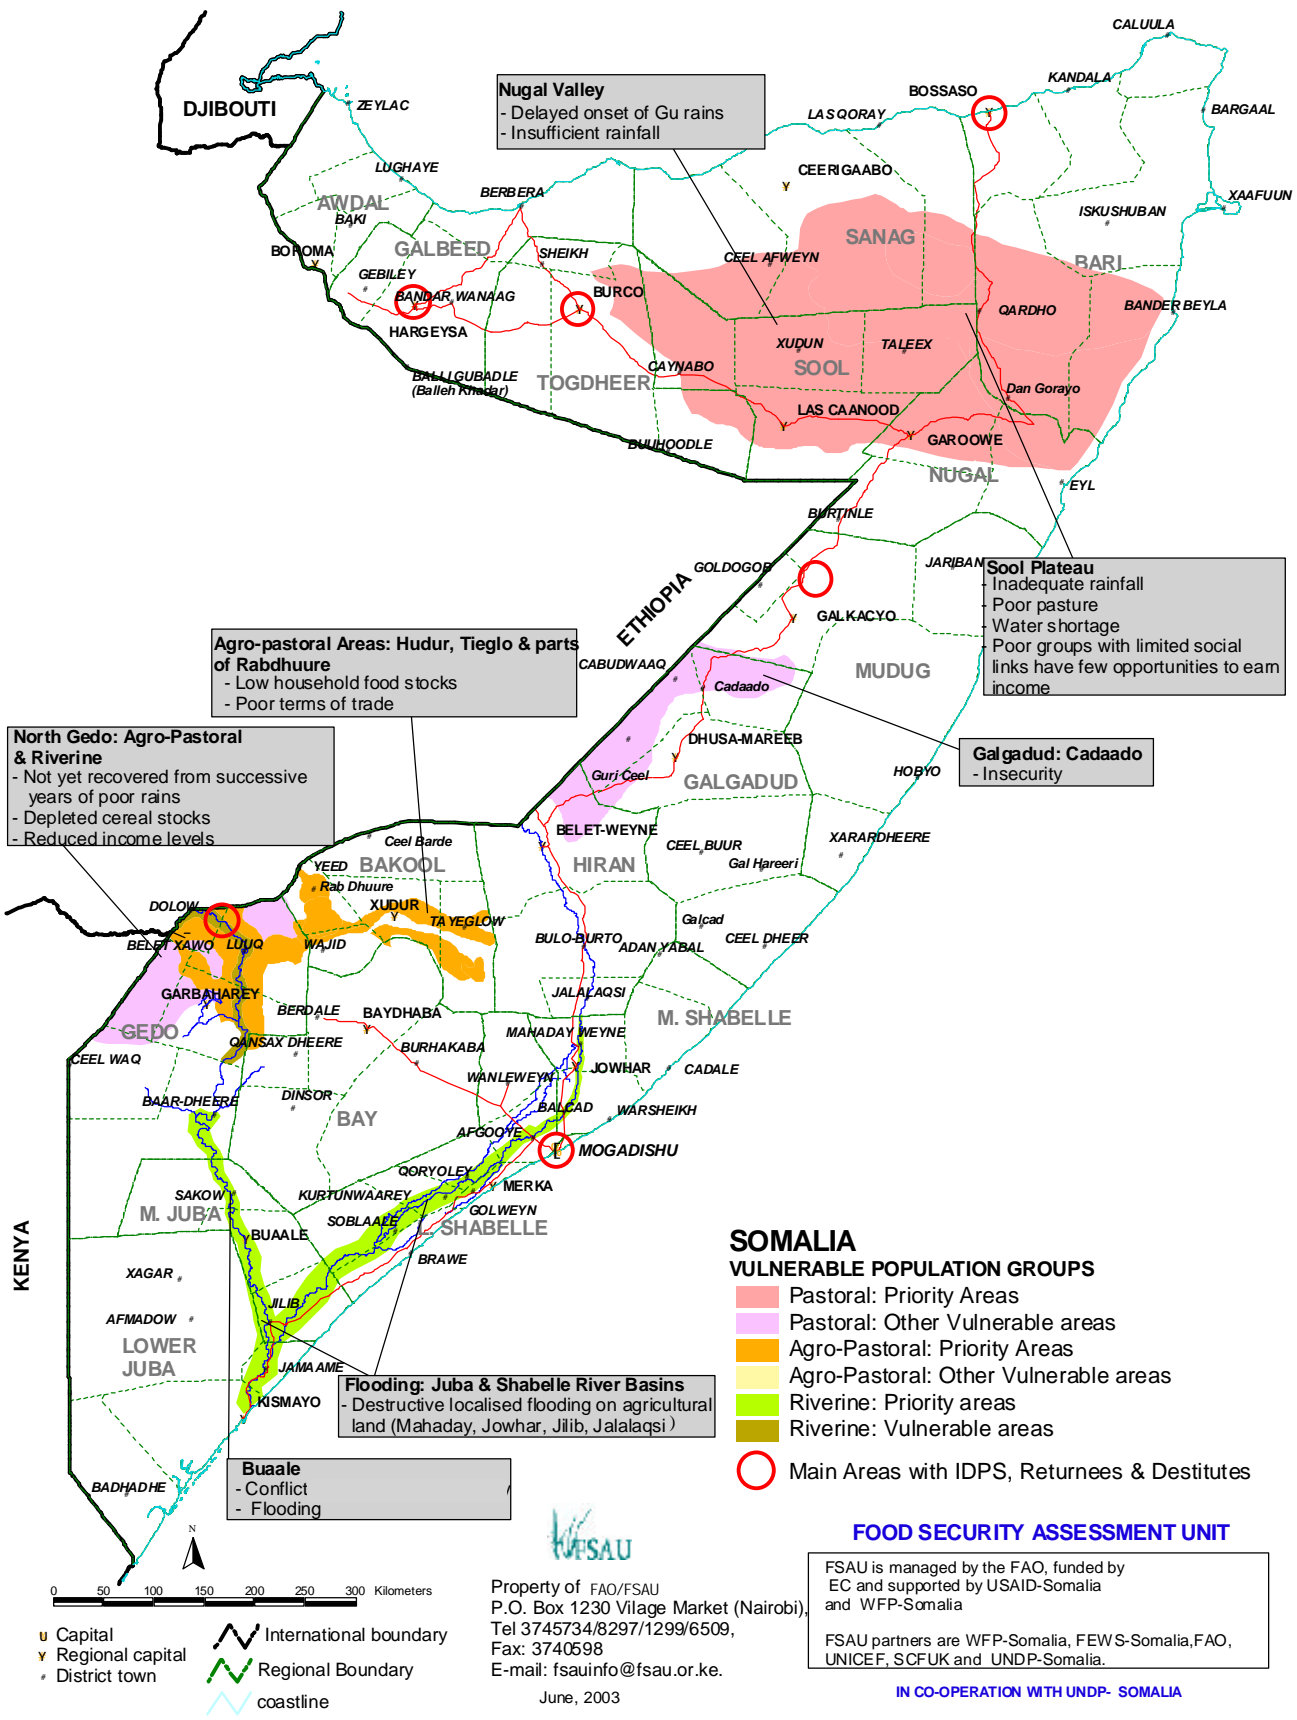 CALUULA
KANDALA
BOSSASO
BARGAAL
DJIBOUTI
ZEYLAC
Nugal Valley
- Delayed onset of Gu rains
- Insufficient rainfall
LAS QORAY
LUGHAYE
CEERIGAABO
BERBERA
XAAFUUN
AWDAL
BAKI
ISKUSHUBAN
SANAG
BOROMA
GALBEED
SHEIKH
CEEL AFWEYN
BARI
GEBILEY
BURCO
BANDAR WANAAG
QARDHO
BANDER BEYLA
HARGEYSA
XUDUN
TALEEX
BALLI GUBADLE
(Balleh Khadar)
TOGDHEER
CAYNABO
SOOL
Dan Gorayo
LAS CAANOOD
BUUHOODLE
GAROOWE
NUGAL
EYL
BURTINLE
GOLDOGOB
JARIBAN
Sool Plateau
- Inadequate rainfall
- Poor pasture
- Water shortage
- Poor groups with limited social
links have few opportunities to earn
income
ETHIOPIA
GALKACYO
Agro-pastoral Areas: Hudur, Tieglo & parts
of Rabdhuure
- Low household food stocks
- Poor terms of trade
CABUDWAAQ
MUDUG
Cadaado
North Gedo: Agro-Pastoral
& Riverine
- Not yet recovered from successive
years of poor rains
- Depleted cereal stocks
- Reduced income levels
DHUSA-MAREEB
Galgadud: Cadaado
- Insecurity
Guri Ceel
GALGADUD
HOBYO
BELET-WEYNE
Ceel Barde
CEEL BUUR
XARARDHEERE
YEED
BAKOOL
HIRAN
Gal Hareeri
Rab Dhuure
DOLOW
XUDUR
TAYEGLOW
Galcad
BELET XAWO
LUUQ
WAJID
BULO-BURTO
ADAN YABAL
CEEL DHEER
GARBAHAREY
JALALAQSI
BERDALE
BAYDHABA
M. SHABELLE
GEDO
QANSAX DHEERE
MAHADAY WEYNE
CEEL WAQ
BURHAKABA
JOWHAR
CADALE
WANLEWEYN
BAAR-DHEERE
DINSOR
BALCAD
WARSHEIKH
BAY
AFGOOYE
MOGADISHU
QORYOLEY
SAKOW
KURTUNWAAREY
MERKA
M. JUBA
GOLWEYN
SOBLAALE
L. SHABELLE
BUAALE
KENYA
BRAWE
XAGAR
JILIB
AFMADOW
LOWER
JUBA
JAMAAME
Flooding: Juba & Shabelle River Basins
- Destructive localised flooding on agricultural
land (Mahaday, Jowhar, Jilib, Jalalaqsi )
KISMAYO
Buaale
- Conflict
- Flooding
BADHADHE
SOMALIA
VULNERABLE POPULATION GROUPS
Pastoral: Priority Areas
Pastoral: Other Vulnerable areas
Agro-Pastoral: Priority Areas
Agro-Pastoral: Other Vulnerable areas
Riverine: Priority areas
Riverine: Vulnerable areas
Main Areas with IDPS, Returnees & Destitutes
N
0 50 100 150 200 250 300 Kilometers
U Capital
Y Regional capital
# District town
International boundary
Regional Boundary
coastline
FSAU
Property of FAO/FSAU
P.O. Box 1230 Vilage Market (Nairobi),
Tel 3745734/8297/1299/6509,
Fax: 3740598
E-mail: fsauinfo@fsau.or.ke.
June, 2003
FOOD SECURITY ASSESSMENT UNIT
FSAU is managed by the FAO, funded by
EC and supported by USAID-Somalia
and WFP-Somalia
FSAU partners are WFP-Somalia, FEWS-Somalia,FAO,
UNICEF, SCFUK and UNDP-Somalia.
IN CO-OPERATION WITH UNDP- SOMALIA